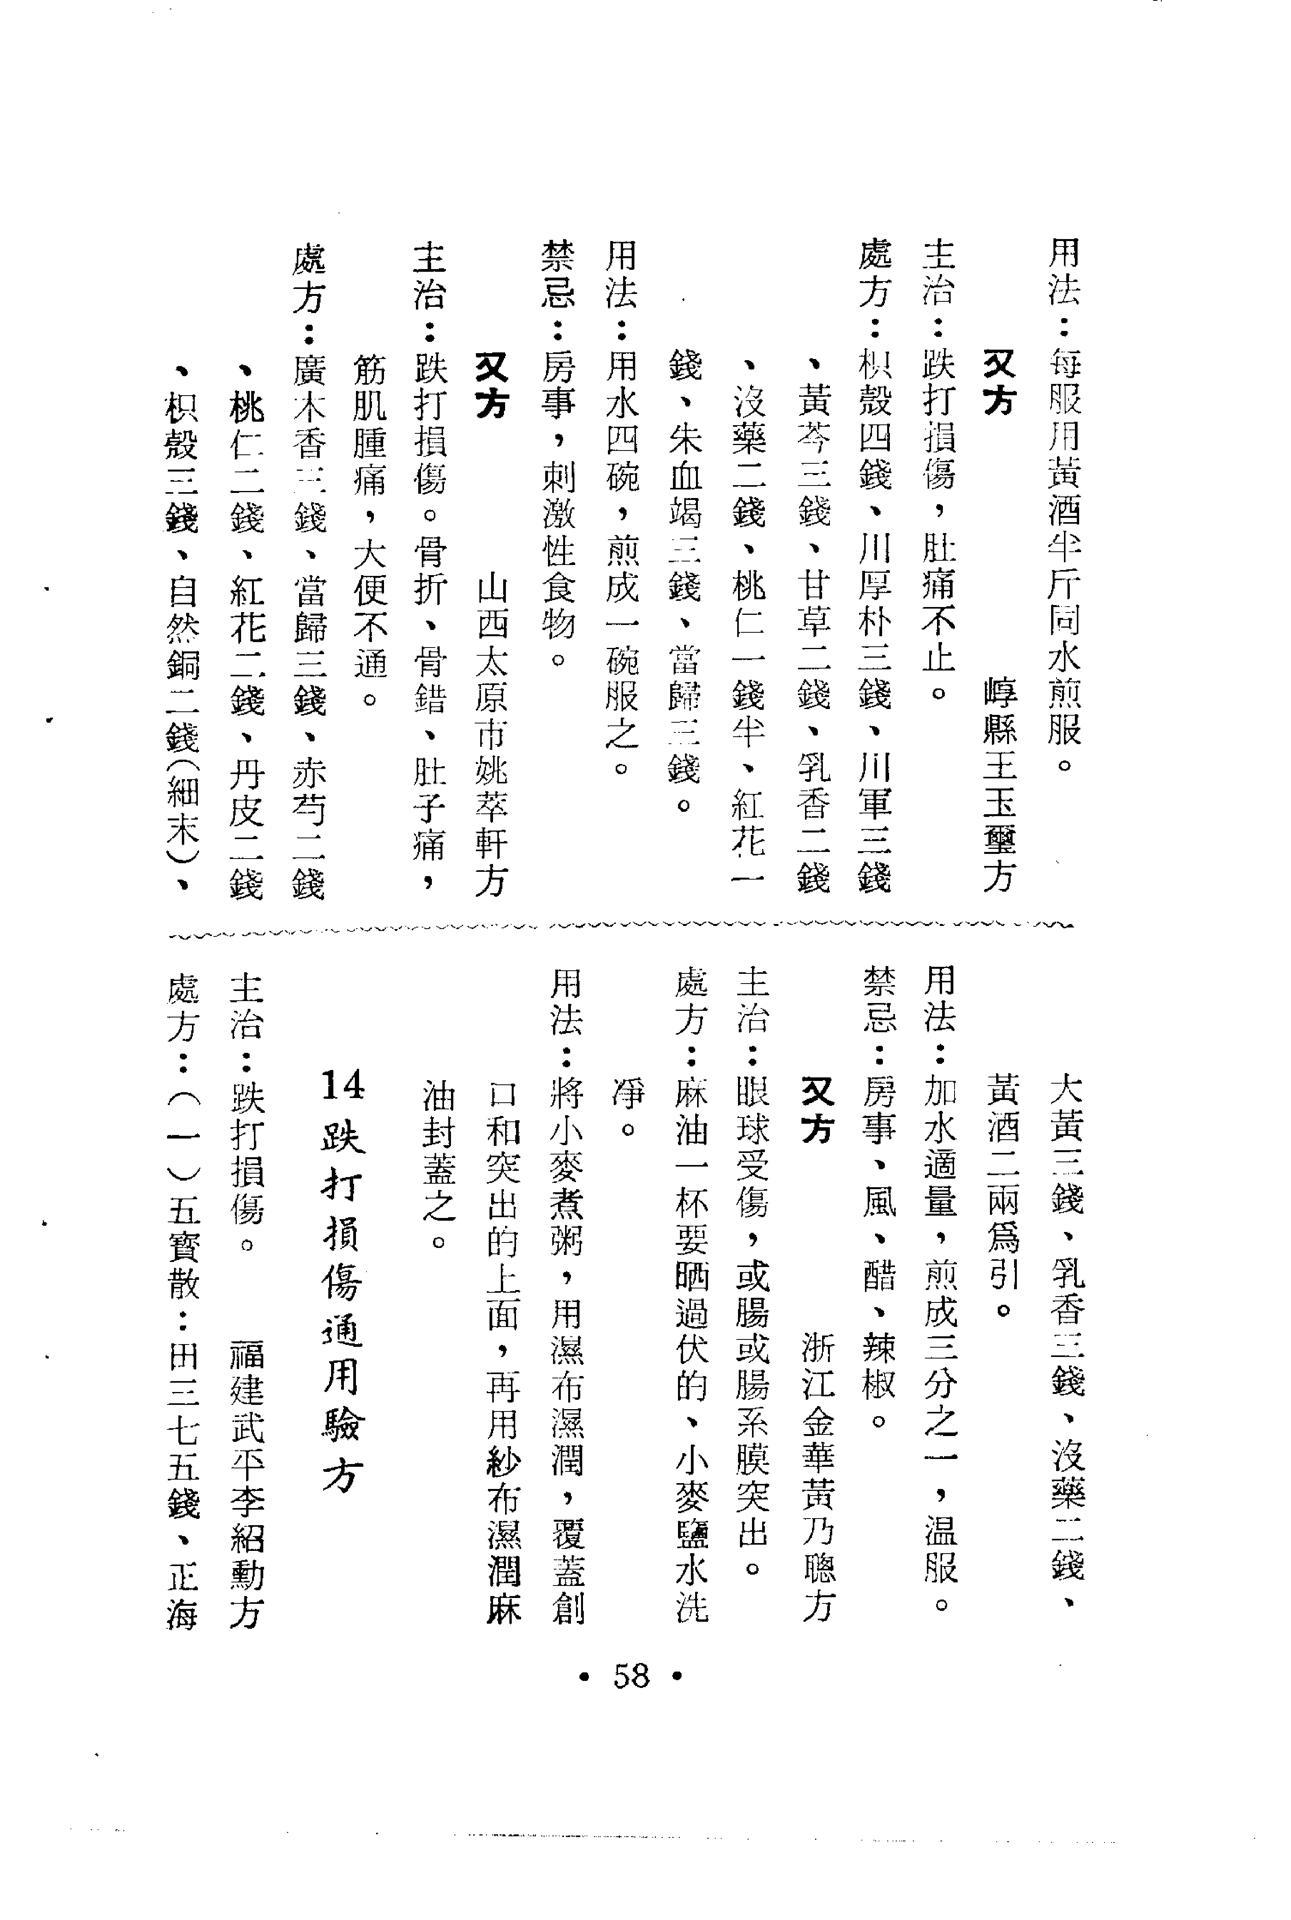 用法：每服用黃酒半斤同水煎服。
又方　崞縣王玉璽方
主治：跌打損傷，肚痛不止。
處方：枳殼四錢、川厚朴三錢、川軍三錢
、黃芩三錢、甘草二錢、乳香二錢
、沒藥二錢、桃仁一錢半、紅花一
錢、朱血竭三錢、當歸三錢。
用法：用水四碗，煎成一碗服之。
禁忌：房事，刺激性食物。
又方　山西太原市姚萃軒方
主治：跌打損傷。骨折、骨錯、肚子痛，
筋肌腫痛，大便不通。
處方：廣木香三錢、當歸三錢、赤芍二錢
、桃仁二錢、紅花二錢、丹皮二錢
、枳殼三錢、自然銅二錢（細末）、
大黃三錢、乳香三錢、沒藥二錢、
黃酒二兩爲引。
用法：加水適量，煎成三分之一，温服。
禁忌：房事、風、醋、辣椒。
又方　浙江金華黃乃聰方
主治：眼球受傷，或腸或腸系膜突出。
處方：麻油一杯要晒過伏的、小麥鹽水洗
凈。
用法：將小麥煮粥，用濕布濕潤，覆蓋創
口和突出的上面，再用紗布濕潤麻
油封蓋之。
14 跌打損傷通用驗方
主治：跌打損傷。　福建武平李紹勳方
處方：（一）五寳散：田三七五錢、正海
• 58 •